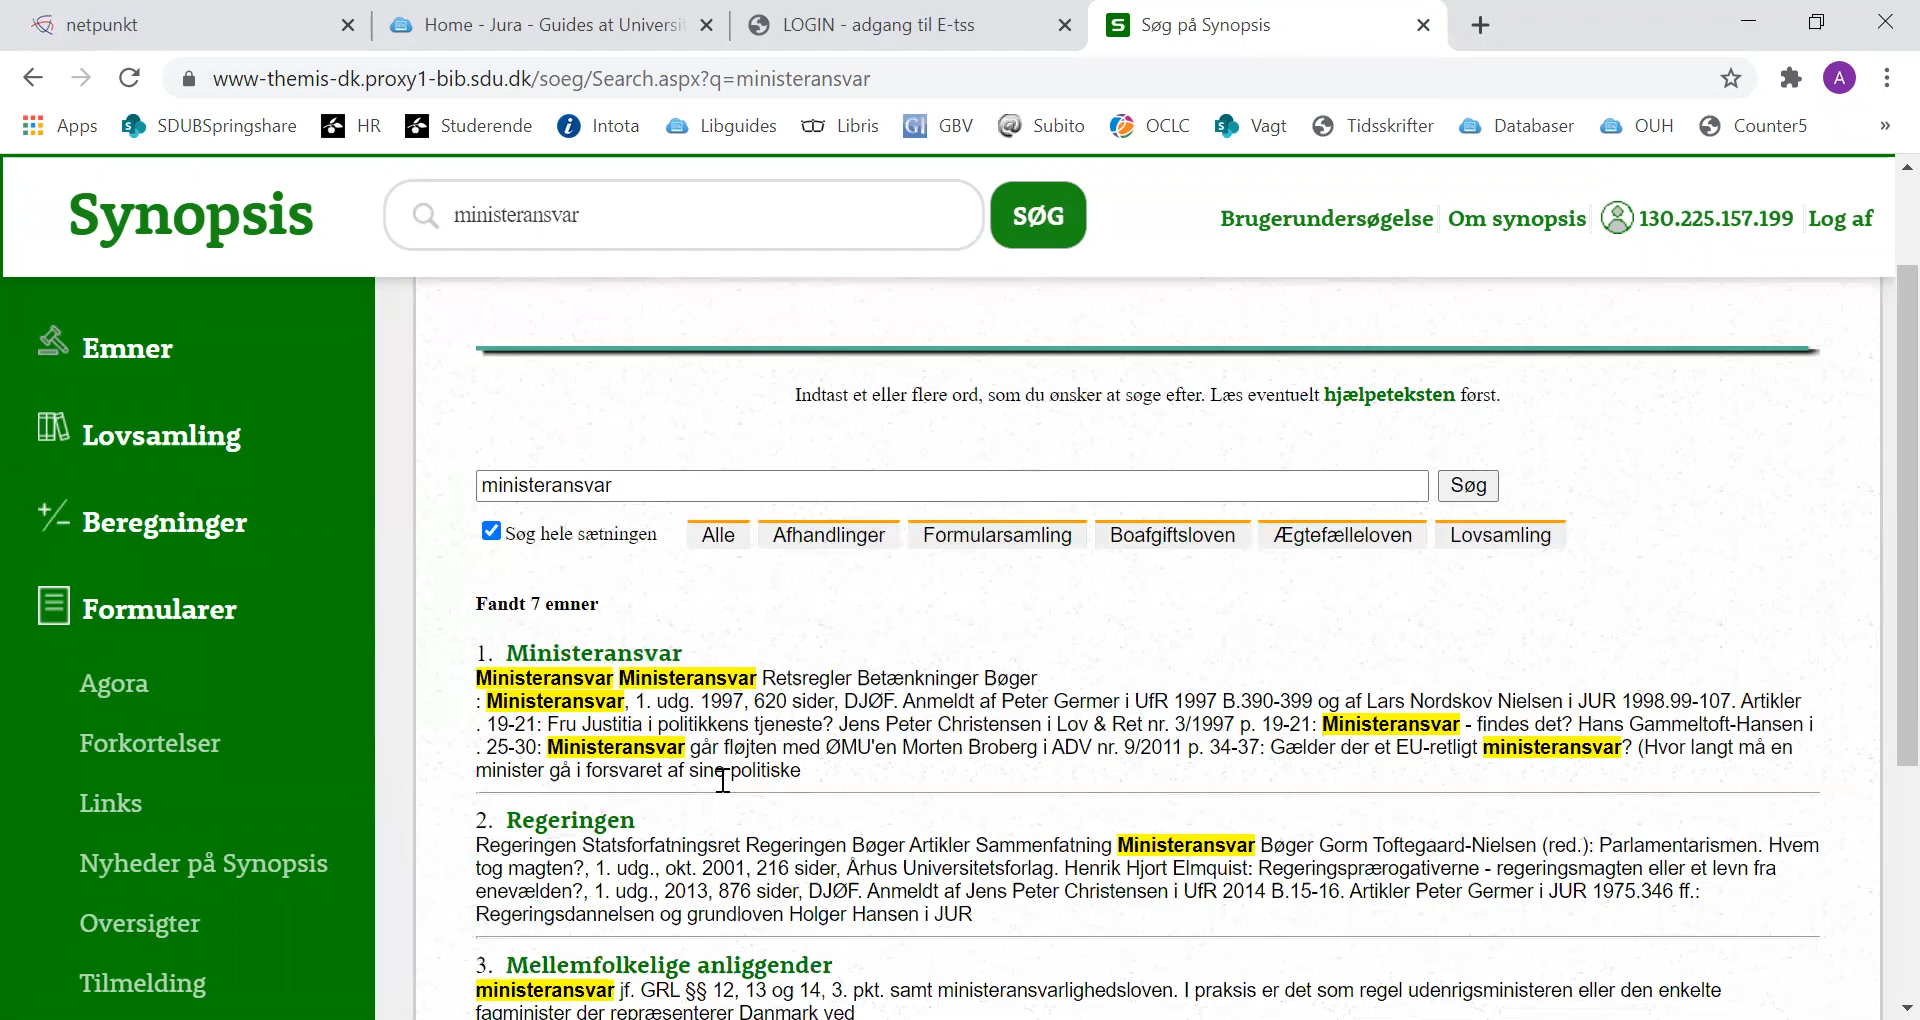 netpunkt
Home - Jura - Guides at Universit
LOGIN - adgang til E-tss
Søg på Synopsis
www-themis-dk.proxy1-bib.sdu.dk/soeg/Search.aspx?q=ministeransvar
A
Apps
SDUBSpringshare
HR
Studerende
Intota
Libguides
Libris
GBV
Subito
OCLC
Vagt
Tidsskrifter
Databaser
OUH
Counter5
»
Synopsis
ministeransvar
SØG
Brugerundersøgelse
Om synopsis
130.225.157.199
Log af
Emner
Lovsamling
Beregninger
Formularer
Agora
Forkortelser
Links
Nyheder på Synopsis
Oversigter
Tilmelding
Indtast et eller flere ord, som du ønsker at søge efter. Læs eventuelt hjælpeteksten først.
ministeransvar
Søg
Søg hele sætningen
Alle
Afhandlinger
Formularsamling
Boafgiftsloven
Ægtefælleloven
Lovsamling
Fandt 7 emner
1. Ministeransvar
Ministeransvar Ministeransvar Retsregler Betænkninger Bøger
: Ministeransvar, 1. udg. 1997, 620 sider, DJØF. Anmeldt af Peter Germer i UfR 1997 B.390-399 og af Lars Nordskov Nielsen i JUR 1998.99-107. Artikler
. 19-21: Fru Justitia i politikkens tjeneste? Jens Peter Christensen i Lov & Ret nr. 3/1997 p. 19-21: Ministeransvar - findes det? Hans Gammeltoft-Hansen i
. 25-30: Ministeransvar går fløjten med ØMU'en Morten Broberg i ADV nr. 9/2011 p. 34-37: Gælder der et EU-retligt ministeransvar? (Hvor langt må en
minister gå i forsvaret af sine politiske
2. Regeringen
Regeringen Statsforfatningsret Regeringen Bøger Artikler Sammenfatning Ministeransvar Bøger Gorm Toftegaard-Nielsen (red.): Parlamentarismen. Hvem
tog magten?, 1. udg., okt. 2001, 216 sider, Århus Universitetsforlag. Henrik Hjort Elmquist: Regeringsprærogativerne - regeringsmagten eller et levn fra
enevælden?, 1. udg., 2013, 876 sider, DJØF. Anmeldt af Jens Peter Christensen i UfR 2014 B.15-16. Artikler Peter Germer i JUR 1975.346 ff.:
Regeringsdannelsen og grundloven Holger Hansen i JUR
3. Mellemfolkelige anliggender
ministeransvar jf. GRL §§ 12, 13 og 14, 3. pkt. samt ministeransvarlighedsloven. I praksis er det som regel udenrigsministeren eller den enkelte
fagminister der repræsenterer Danmark ved